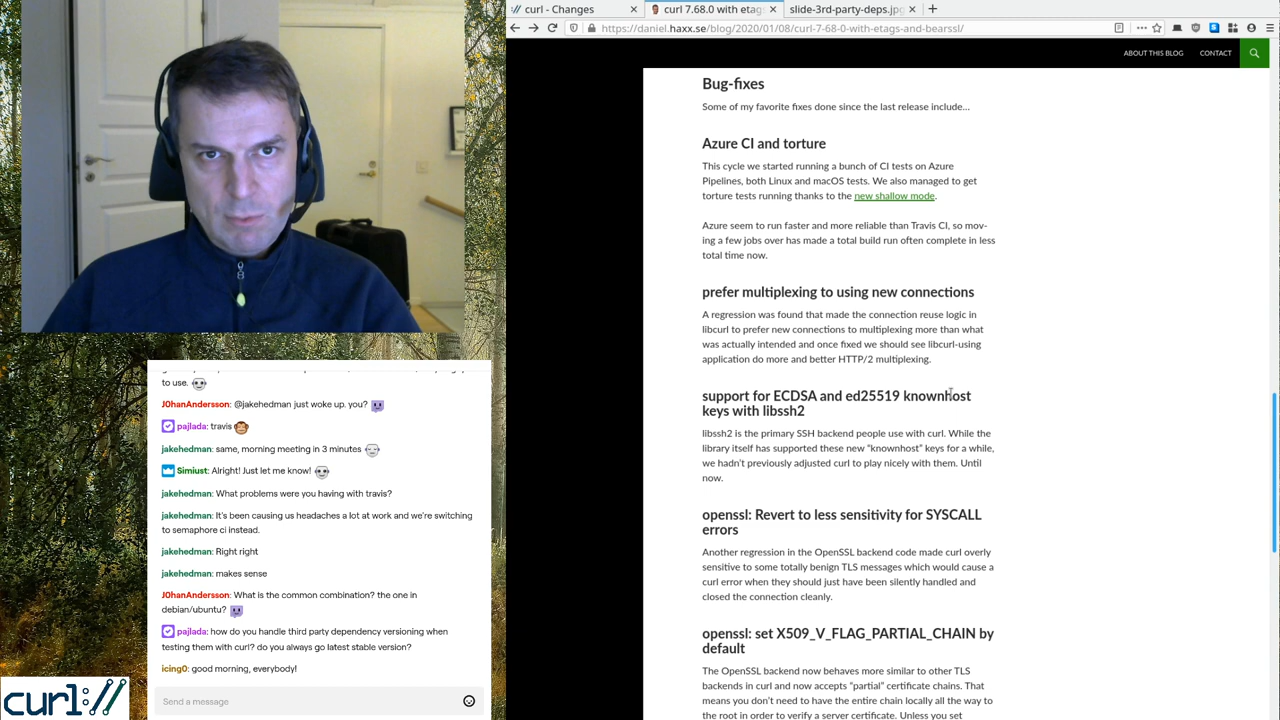 curl - Changes
curl 7.68.0 with etags
slide-3rd-party-deps.jpg
https://daniel.haxx.se/blog/2020/01/08/curl-7-68-0-with-etags-and-bearssl/
ABOUT THIS BLOG CONTACT
Bug-fixes
Some of my favorite fixes done since the last release include…
Azure CI and torture
This cycle we started running a bunch of CI tests on Azure
Pipelines, both Linux and macOS tests. We also managed to get
torture tests running thanks to the new shallow mode.
Azure seem to run faster and more reliable than Travis CI, so mov-
ing a few jobs over has made a total build run often complete in less
total time now.
prefer multiplexing to using new connections
A regression was found that made the connection reuse logic in
libcurl to prefer new connections to multiplexing more than what
was actually intended and once fixed we should see libcurl-using
application do more and better HTTP/2 multiplexing.
support for ECDSA and ed25519 knownhost
keys with libssh2
libssh2 is the primary SSH backend people use with curl. While the
library itself has supported these new “knownhost” keys for a while,
we hadn’t previously adjusted curl to play nicely with them. Until
now.
openssl: Revert to less sensitivity for SYSCALL
errors
Another regression in the OpenSSL backend code made curl overly
sensitive to some totally benign TLS messages which would cause a
curl error when they should just have been silently handled and
closed the connection cleanly.
openssl: set X509_V_FLAG_PARTIAL_CHAIN by
default
The OpenSSL backend now behaves more similar to other TLS
backends in curl and now accepts “partial” certificate chains. That
means you don’t need to have the entire chain locally all the way to
the root in order to verify a server certificate. Unless you set
to use.
J0hanAndersson: @jakehedman just woke up. you?
pajlada: travis
jakehedman: same, morning meeting in 3 minutes
Simiust: Alright! Just let me know!
jakehedman: What problems were you having with travis?
jakehedman: It's been causing us headaches a lot at work and we're switching
to semaphore ci instead.
jakehedman: Right right
jakehedman: makes sense
J0hanAndersson: What is the common combination? the one in
debian/ubuntu?
pajlada: how do you handle third party dependency versioning when
testing them with curl? do you always go latest stable version?
icing0: good morning, everybody!
Send a message
curl://